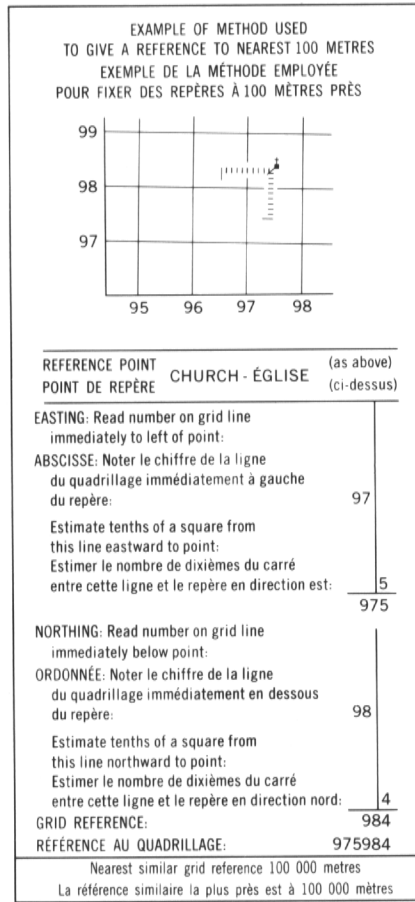 EXAMPLE OF METHOD USED
TO GIVE A REFERENCE TO NEAREST 100 METRES
EXEMPLE DE LA MÉTHODE EMPLOYÉE
POUR FIXER DES REPÈRES À 100 MÈTRES PRÈS
99
98
97
95 96 97 98
REFERENCE POINT
POINT DE REPÈRE
CHURCH - ÉGLISE
(as above)
(ci-dessus)
EASTING: Read number on grid line
immediately to left of point:
ABSCISSE: Noter le chiffre de la ligne
du quadrillage immédiatement à gauche
du repère: 97
Estimate tenths of a square from
this line eastward to point:
Estimer le nombre de dixièmes du carré
entre cette ligne et le repère en direction est: 5
975
NORTHING: Read number on grid line
immediately below point:
ORDONNÉE: Noter le chiffre de la ligne
du quadrillage immédiatement en dessous
du repère: 98
Estimate tenths of a square from
this line northward to point:
Estimer le nombre de dixièmes du carré
entre cette ligne et le repère en direction nord: 4
GRID REFERENCE: 984
RÉFÉRENCE AU QUADRILLAGE: 975984
Nearest similar grid reference 100 000 metres
La référence similaire la plus près est à 100 000 mètres